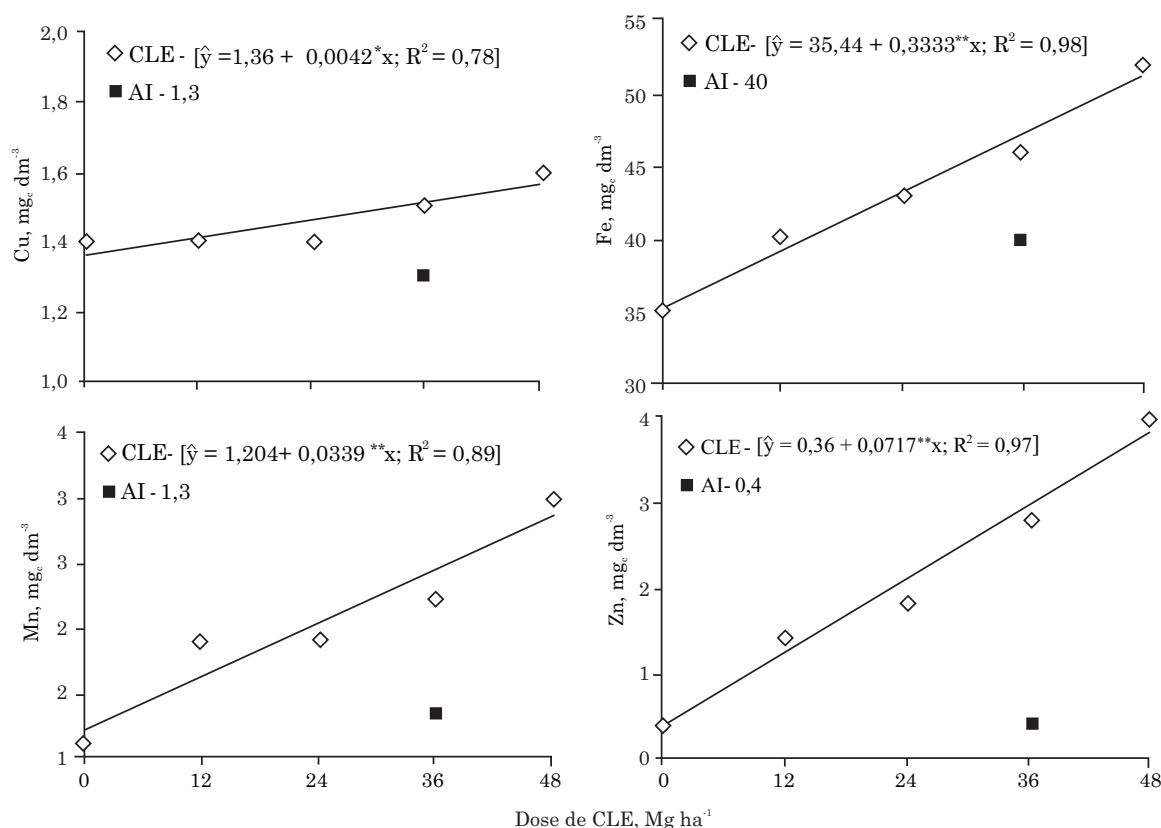 2,0
1,8
1,6
1,4
1,2
1,0
Cu, mg꜀ dm⁻³
CLE - [ŷ =1,36 + 0,0042*x; R² = 0,78]
AI - 1,3
55
50
45
40
35
30
Fe, mg꜀ dm⁻³
CLE- [ŷ = 35,44 + 0,3333**x; R² = 0,98]
AI - 40
4
3
3
2
2
1
Mn, mg꜀ dm⁻³
CLE- [ŷ = 1,204+ 0,0339 **x; R² = 0,89]
AI - 1,3
0 12 24 36 48
4
3
2
1
0
Zn, mg꜀ dm⁻³
CLE - [ŷ = 0,36 + 0,0717**x; R² = 0,97]
AI- 0,4
0 12 24 36 48
Dose de CLE, Mg ha⁻¹